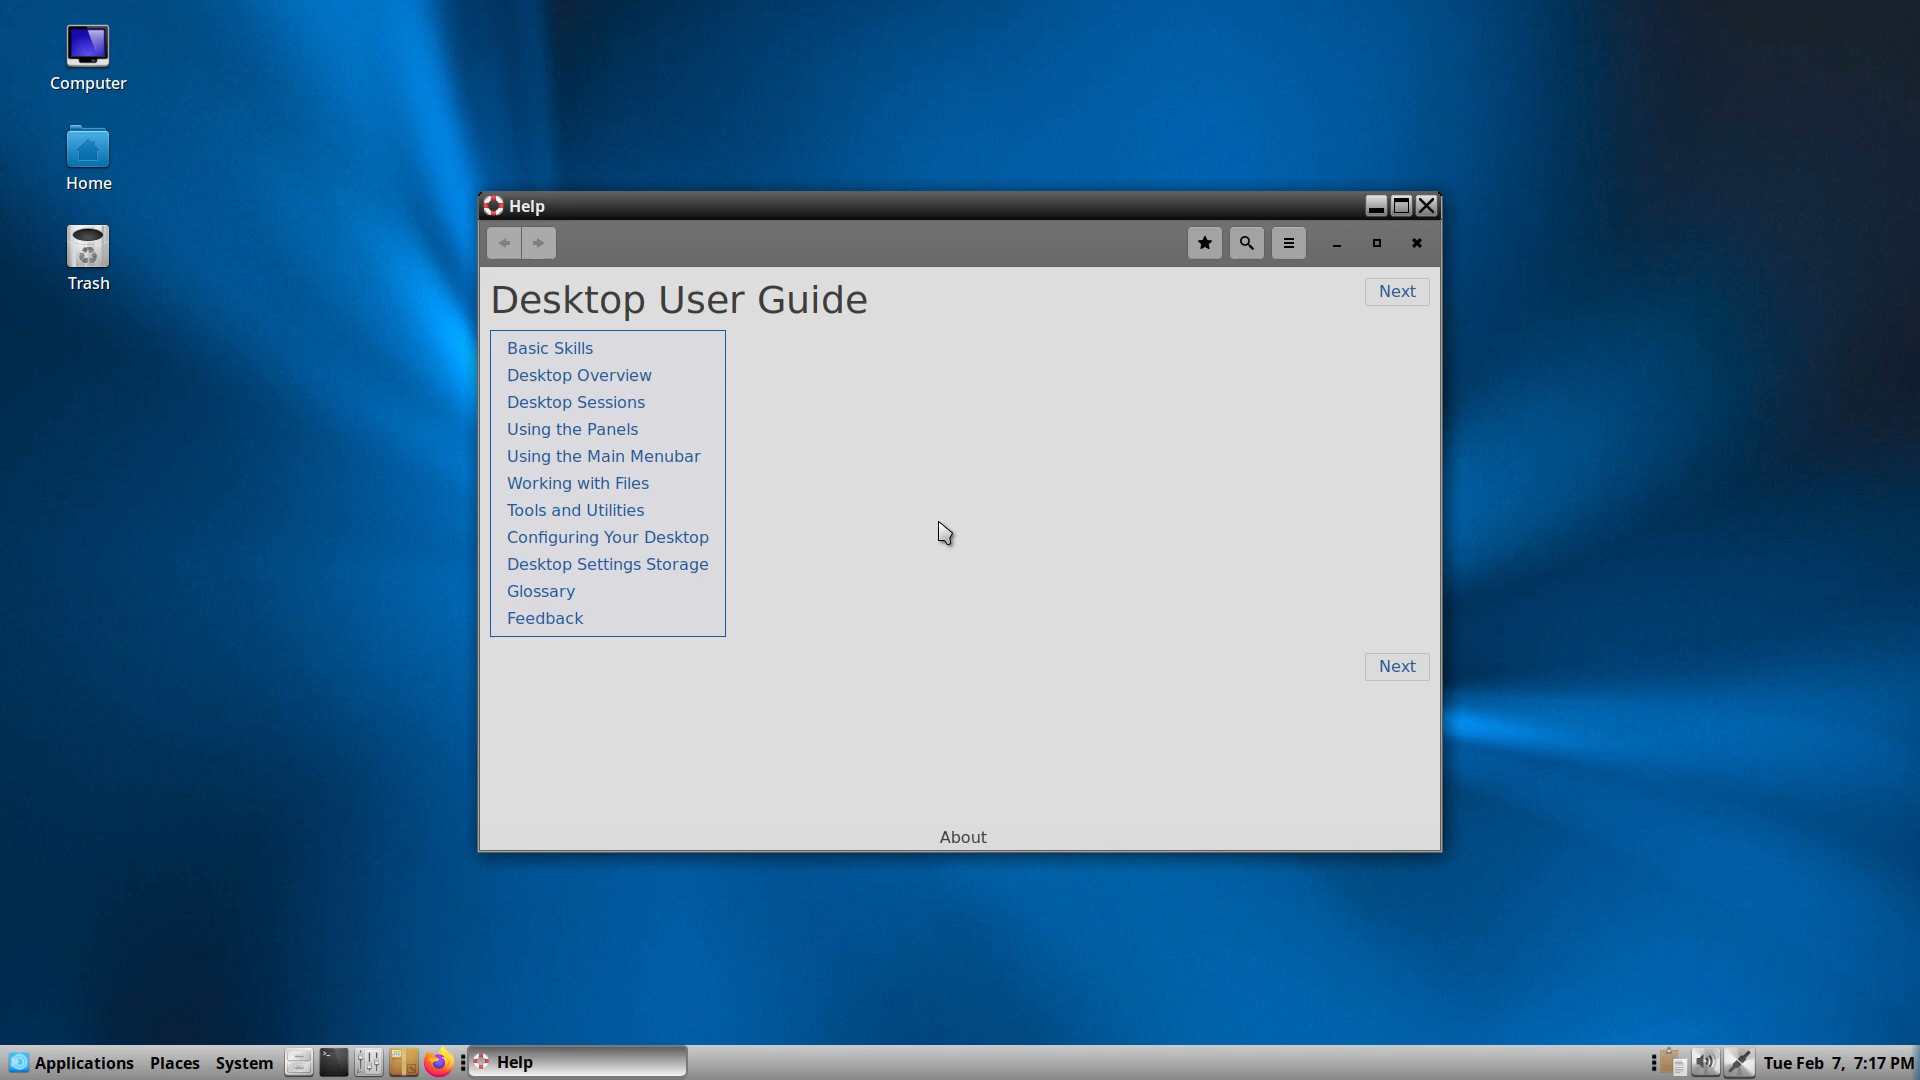 Computer
Home
Trash
Help
Desktop User Guide
Next
Basic Skills
Desktop Overview
Desktop Sessions
Using the Panels
Using the Main Menubar
Working with Files
Tools and Utilities
Configuring Your Desktop
Desktop Settings Storage
Glossary
Feedback
Next
About
Applications Places System Help Tue Feb 7, 7:17 PM